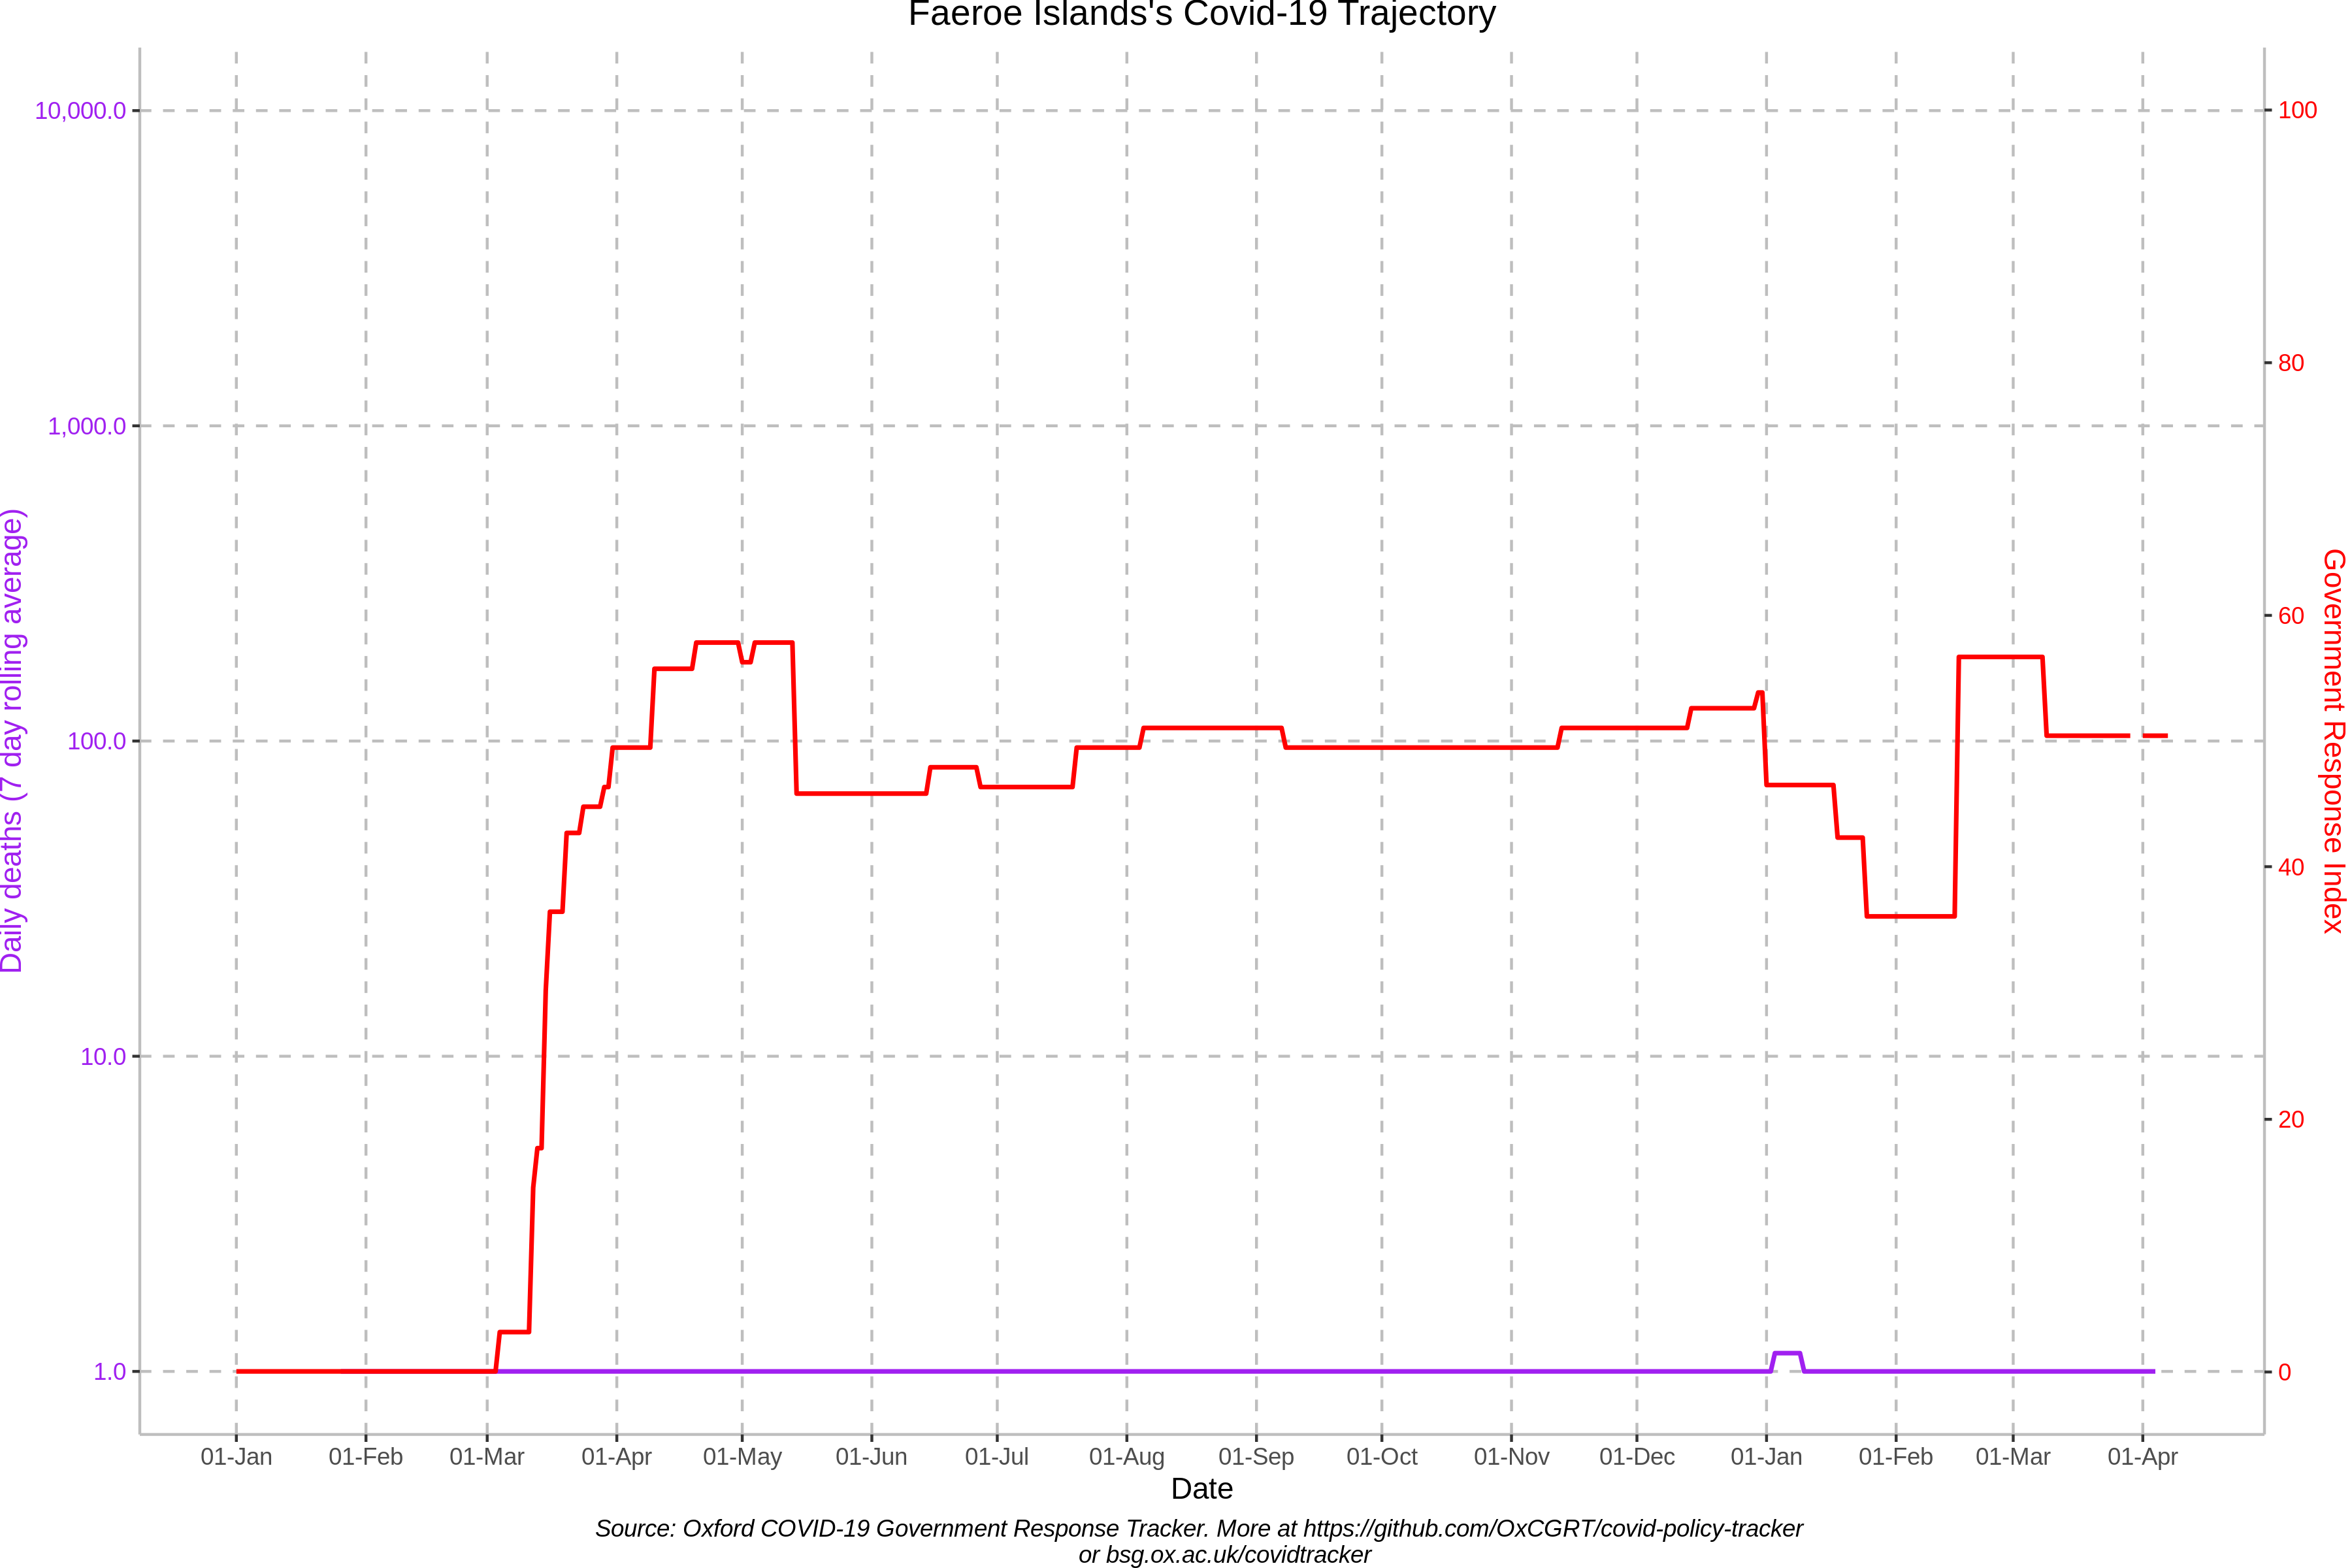 Faeroe Islands's Covid-19 Trajectory
10,000.0
1,000.0
100.0
10.0
1.0
Daily deaths (7 day rolling average)
100
80
60
40
20
0
Government Response Index
01-Jan 01-Feb 01-Mar 01-Apr 01-May 01-Jun 01-Jul 01-Aug 01-Sep 01-Oct 01-Nov 01-Dec 01-Jan 01-Feb 01-Mar 01-Apr
Date
Source: Oxford COVID-19 Government Response Tracker. More at https://github.com/OxCGRT/covid-policy-tracker
or bsg.ox.ac.uk/covidtracker